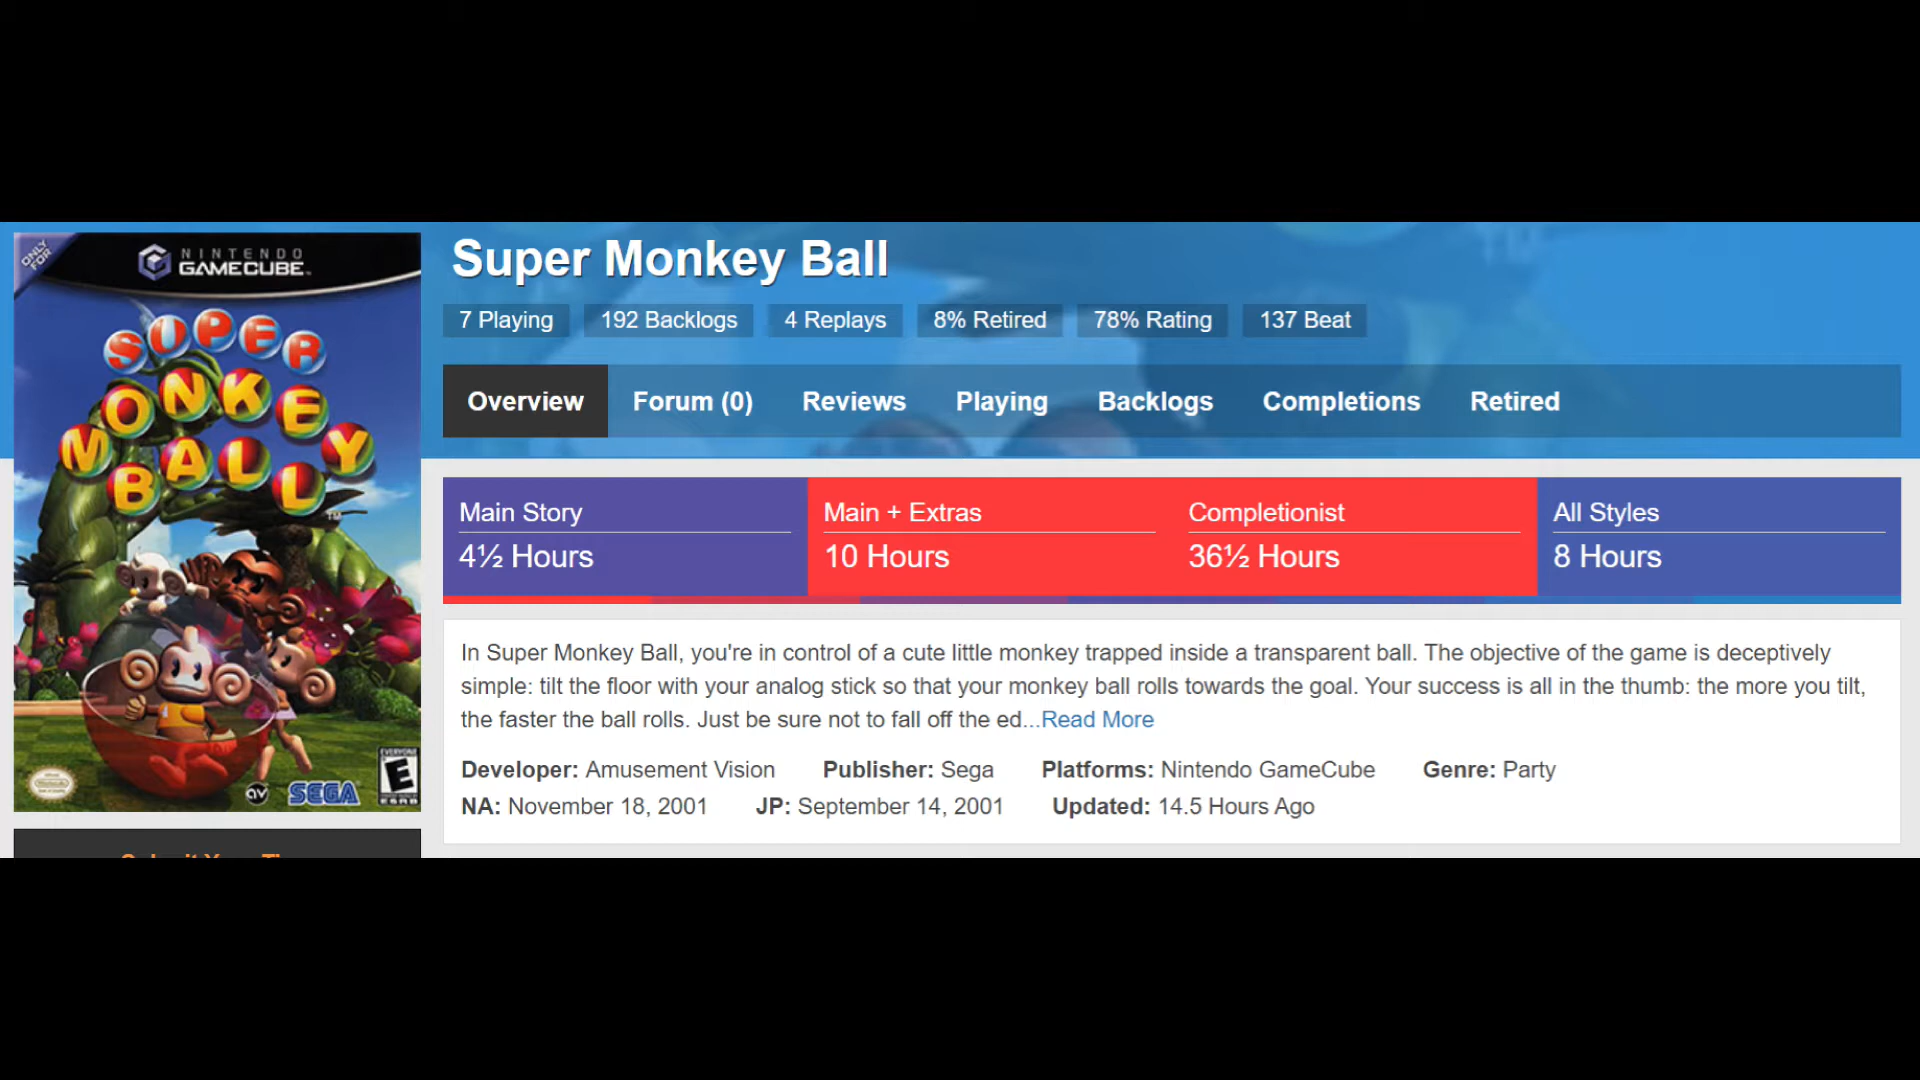 ONLY FOR
NINTENDO
GAMECUBE™
SUPER
MONKEY
BALL
TM
av
SEGA
EVERYONE
E
ESRB
Super Monkey Ball
7 Playing 192 Backlogs 4 Replays 8% Retired 78% Rating 137 Beat
Overview Forum (0) Reviews Playing Backlogs Completions Retired
Main Story Main + Extras Completionist All Styles
4½ Hours 10 Hours 36½ Hours 8 Hours
In Super Monkey Ball, you're in control of a cute little monkey trapped inside a transparent ball. The objective of the game is deceptively
simple: tilt the floor with your analog stick so that your monkey ball rolls towards the goal. Your success is all in the thumb: the more you tilt,
the faster the ball rolls. Just be sure not to fall off the ed...Read More
Developer: Amusement Vision Publisher: Sega Platforms: Nintendo GameCube Genre: Party
NA: November 18, 2001 JP: September 14, 2001 Updated: 14.5 Hours Ago